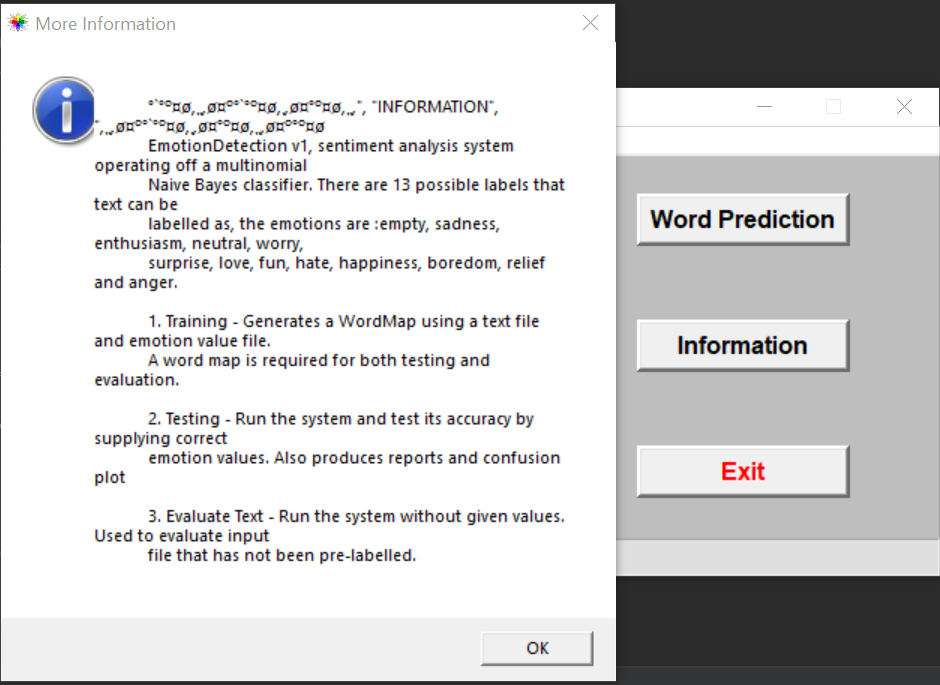 More Information
°`°º¤ø,¸¸ø¤º°`°º¤ø,¸¸ø¤°º¤ø,¸¸", "INFORMATION",
",¸¸ø¤º°`°º¤ø,¸¸ø¤°º¤ø,¸¸ø¤º°`°º¤ø
EmotionDetection v1, sentiment analysis system
operating off a multinomial
Naive Bayes classifier. There are 13 possible labels that
text can be
labelled as, the emotions are :empty, sadness,
enthusiasm, neutral, worry,
surprise, love, fun, hate, happiness, boredom, relief
and anger.
1. Training - Generates a WordMap using a text file
and emotion value file.
A word map is required for both testing and
evaluation.
2. Testing - Run the system and test its accuracy by
supplying correct
emotion values. Also produces reports and confusion
plot
3. Evaluate Text - Run the system without given values.
Used to evaluate input
file that has not been pre-labelled.
OK
Word Prediction
Information
Exit